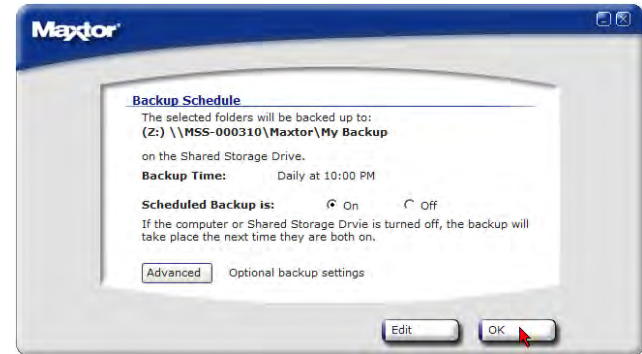 Maxtor
Backup Schedule
The selected folders will be backed up to:
(Z:) \\MSS-000310\Maxtor\My Backup
on the Shared Storage Drive.
Backup Time: Daily at 10:00 PM
Scheduled Backup is: On Off
If the computer or Shared Storage Drvie is turned off, the backup will
take place the next time they are both on.
Advanced Optional backup settings
Edit OK